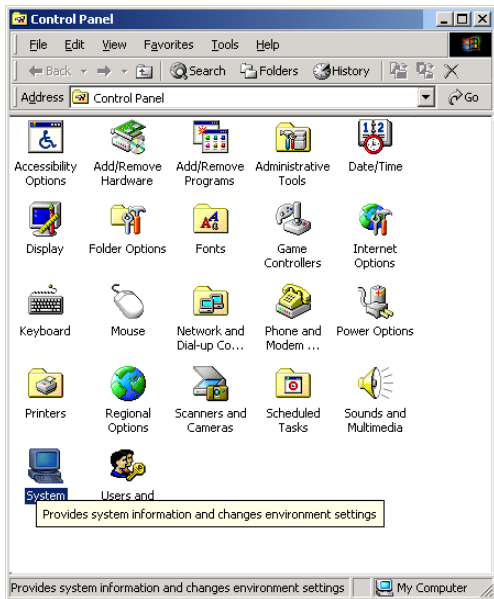 Control Panel
File Edit View Favorites Tools Help
Back Search Folders History
Address Control Panel Go
Accessibility Options
Add/Remove Hardware
Add/Remove Programs
Administrative Tools
Date/Time
Display
Folder Options
Fonts
Game Controllers
Internet Options
Keyboard
Mouse
Network and Dial-up Co...
Phone and Modem ...
Power Options
Printers
Regional Options
Scanners and Cameras
Scheduled Tasks
Sounds and Multimedia
System
Users and
Provides system information and changes environment settings
Provides system information and changes environment settings My Computer